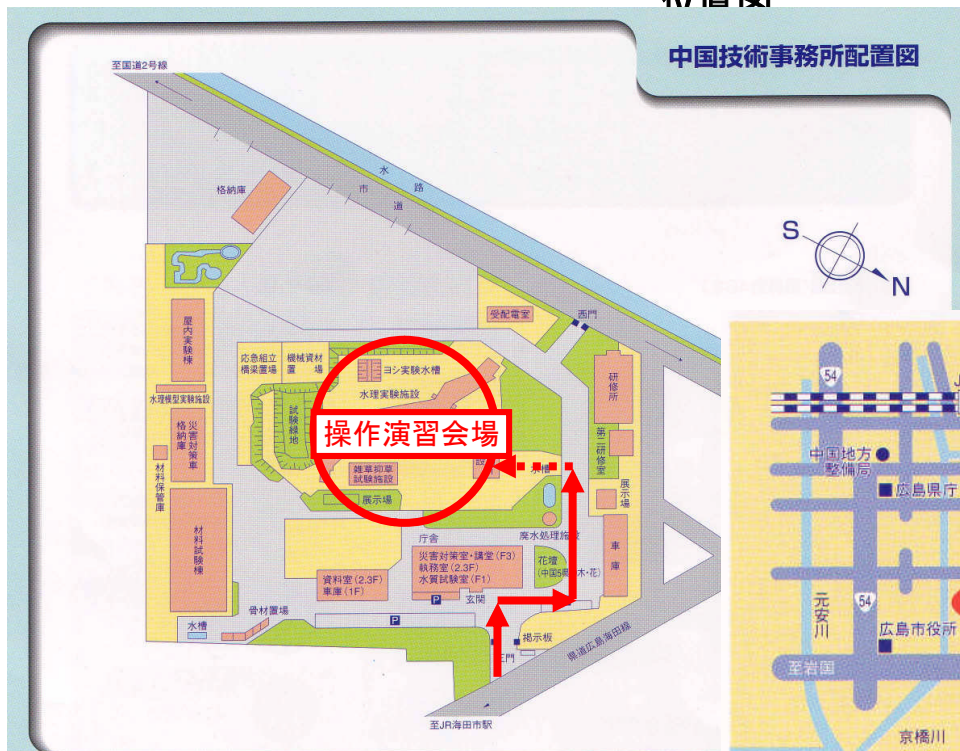 位置図
中国技術事務所配置図
至国道2号線
水路
市道
格納庫
S
N
受配電室
西門
屋内実験棟
応急組立
橋梁置場
機械資材
置場
ヨシ実験水槽
水理実験施設
研修所
水理模型実験施設
試験緑地
操作演習会場
災害対策車
格納庫
第二研修室
材料保管庫
雑草抑草
試験施設
水槽
展示場
展示場
材料試験棟
廃水処理施設
庁舎
災害対策室・講堂(F3)
執務室(2.3F)
水質試験室(F1)
花壇
車庫
資料室(2.3F)
車庫(1F)
P
玄関
骨材置場
P
水槽
掲示板
正門
県道広島海田線
至JR海田市駅
54
J
中国地方
整備局
広島県庁
元安川
54
広島市役所
至岩国
京橋川